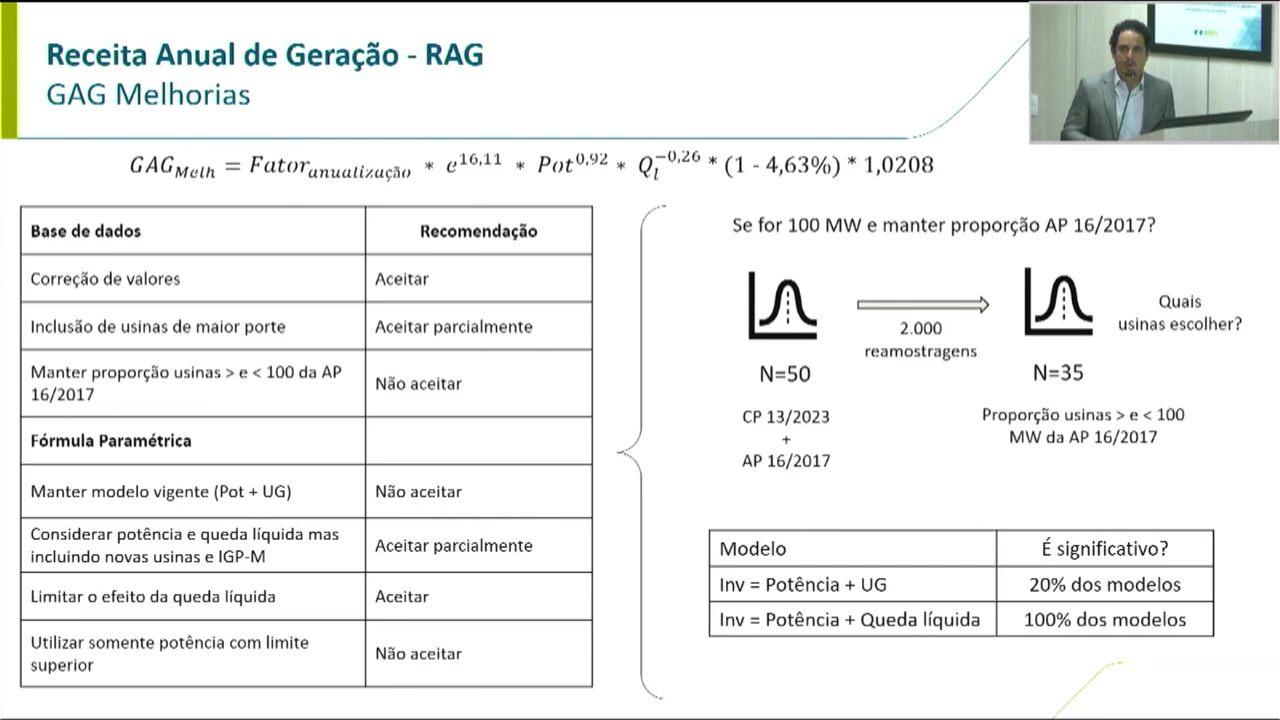 Receita Anual de Geração - RAG
GAG Melhorias
GAG_Melh = Fator_anualização * e^16,11 * Pot^0,92 * Q_l^-0,26 * (1 - 4,63%) * 1,0208
Base de dados Recomendação
Correção de valores Aceitar
Inclusão de usinas de maior porte Aceitar parcialmente
Manter proporção usinas > e < 100 da AP
16/2017 Não aceitar
Fórmula Paramétrica
Manter modelo vigente (Pot + UG) Não aceitar
Considerar potência e queda líquida mas
incluindo novas usinas e IGP-M Aceitar parcialmente
Limitar o efeito da queda líquida Aceitar
Utilizar somente potência com limite
superior Não aceitar
Se for 100 MW e manter proporção AP 16/2017?
2.000
reamostragens
Quais
usinas escolher?
N=50
N=35
CP 13/2023
+
AP 16/2017
Proporção usinas > e < 100
MW da AP 16/2017
Modelo É significativo?
Inv = Potência + UG 20% dos modelos
Inv = Potência + Queda líquida 100% dos modelos